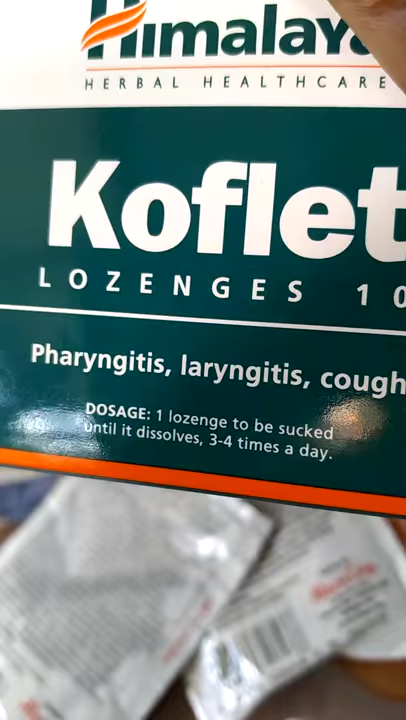 Himalaya
HERBAL HEALTHCARE
Koflet
LOZENGES 10
Pharyngitis, laryngitis, cough
DOSAGE: 1 lozenge to be sucked
until it dissolves, 3-4 times a day.